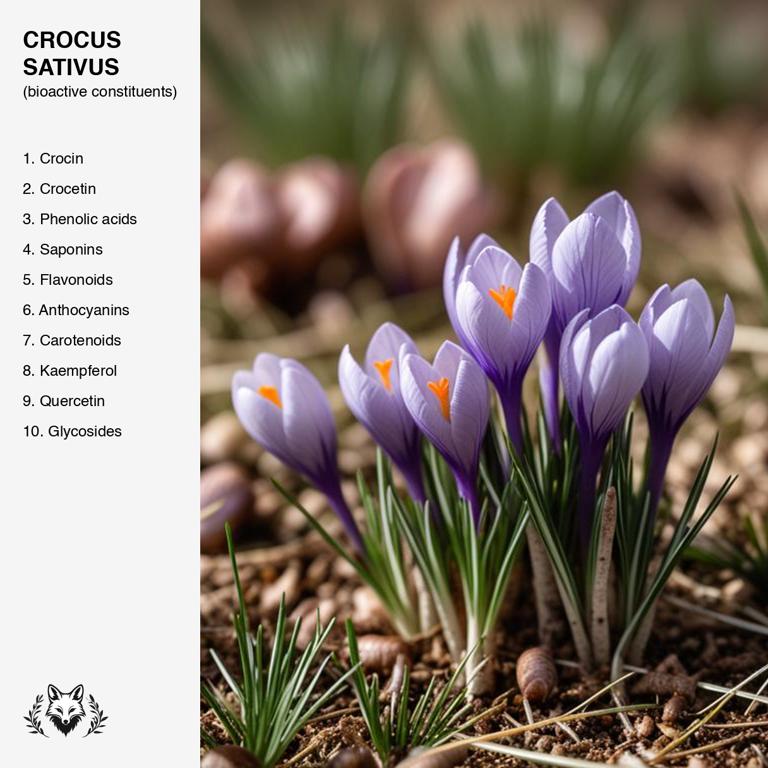 CROCUS
SATIVUS
(bioactive constituents)
1. Crocin
2. Crocetin
3. Phenolic acids
4. Saponins
5. Flavonoids
6. Anthocyanins
7. Carotenoids
8. Kaempferol
9. Quercetin
10. Glycosides